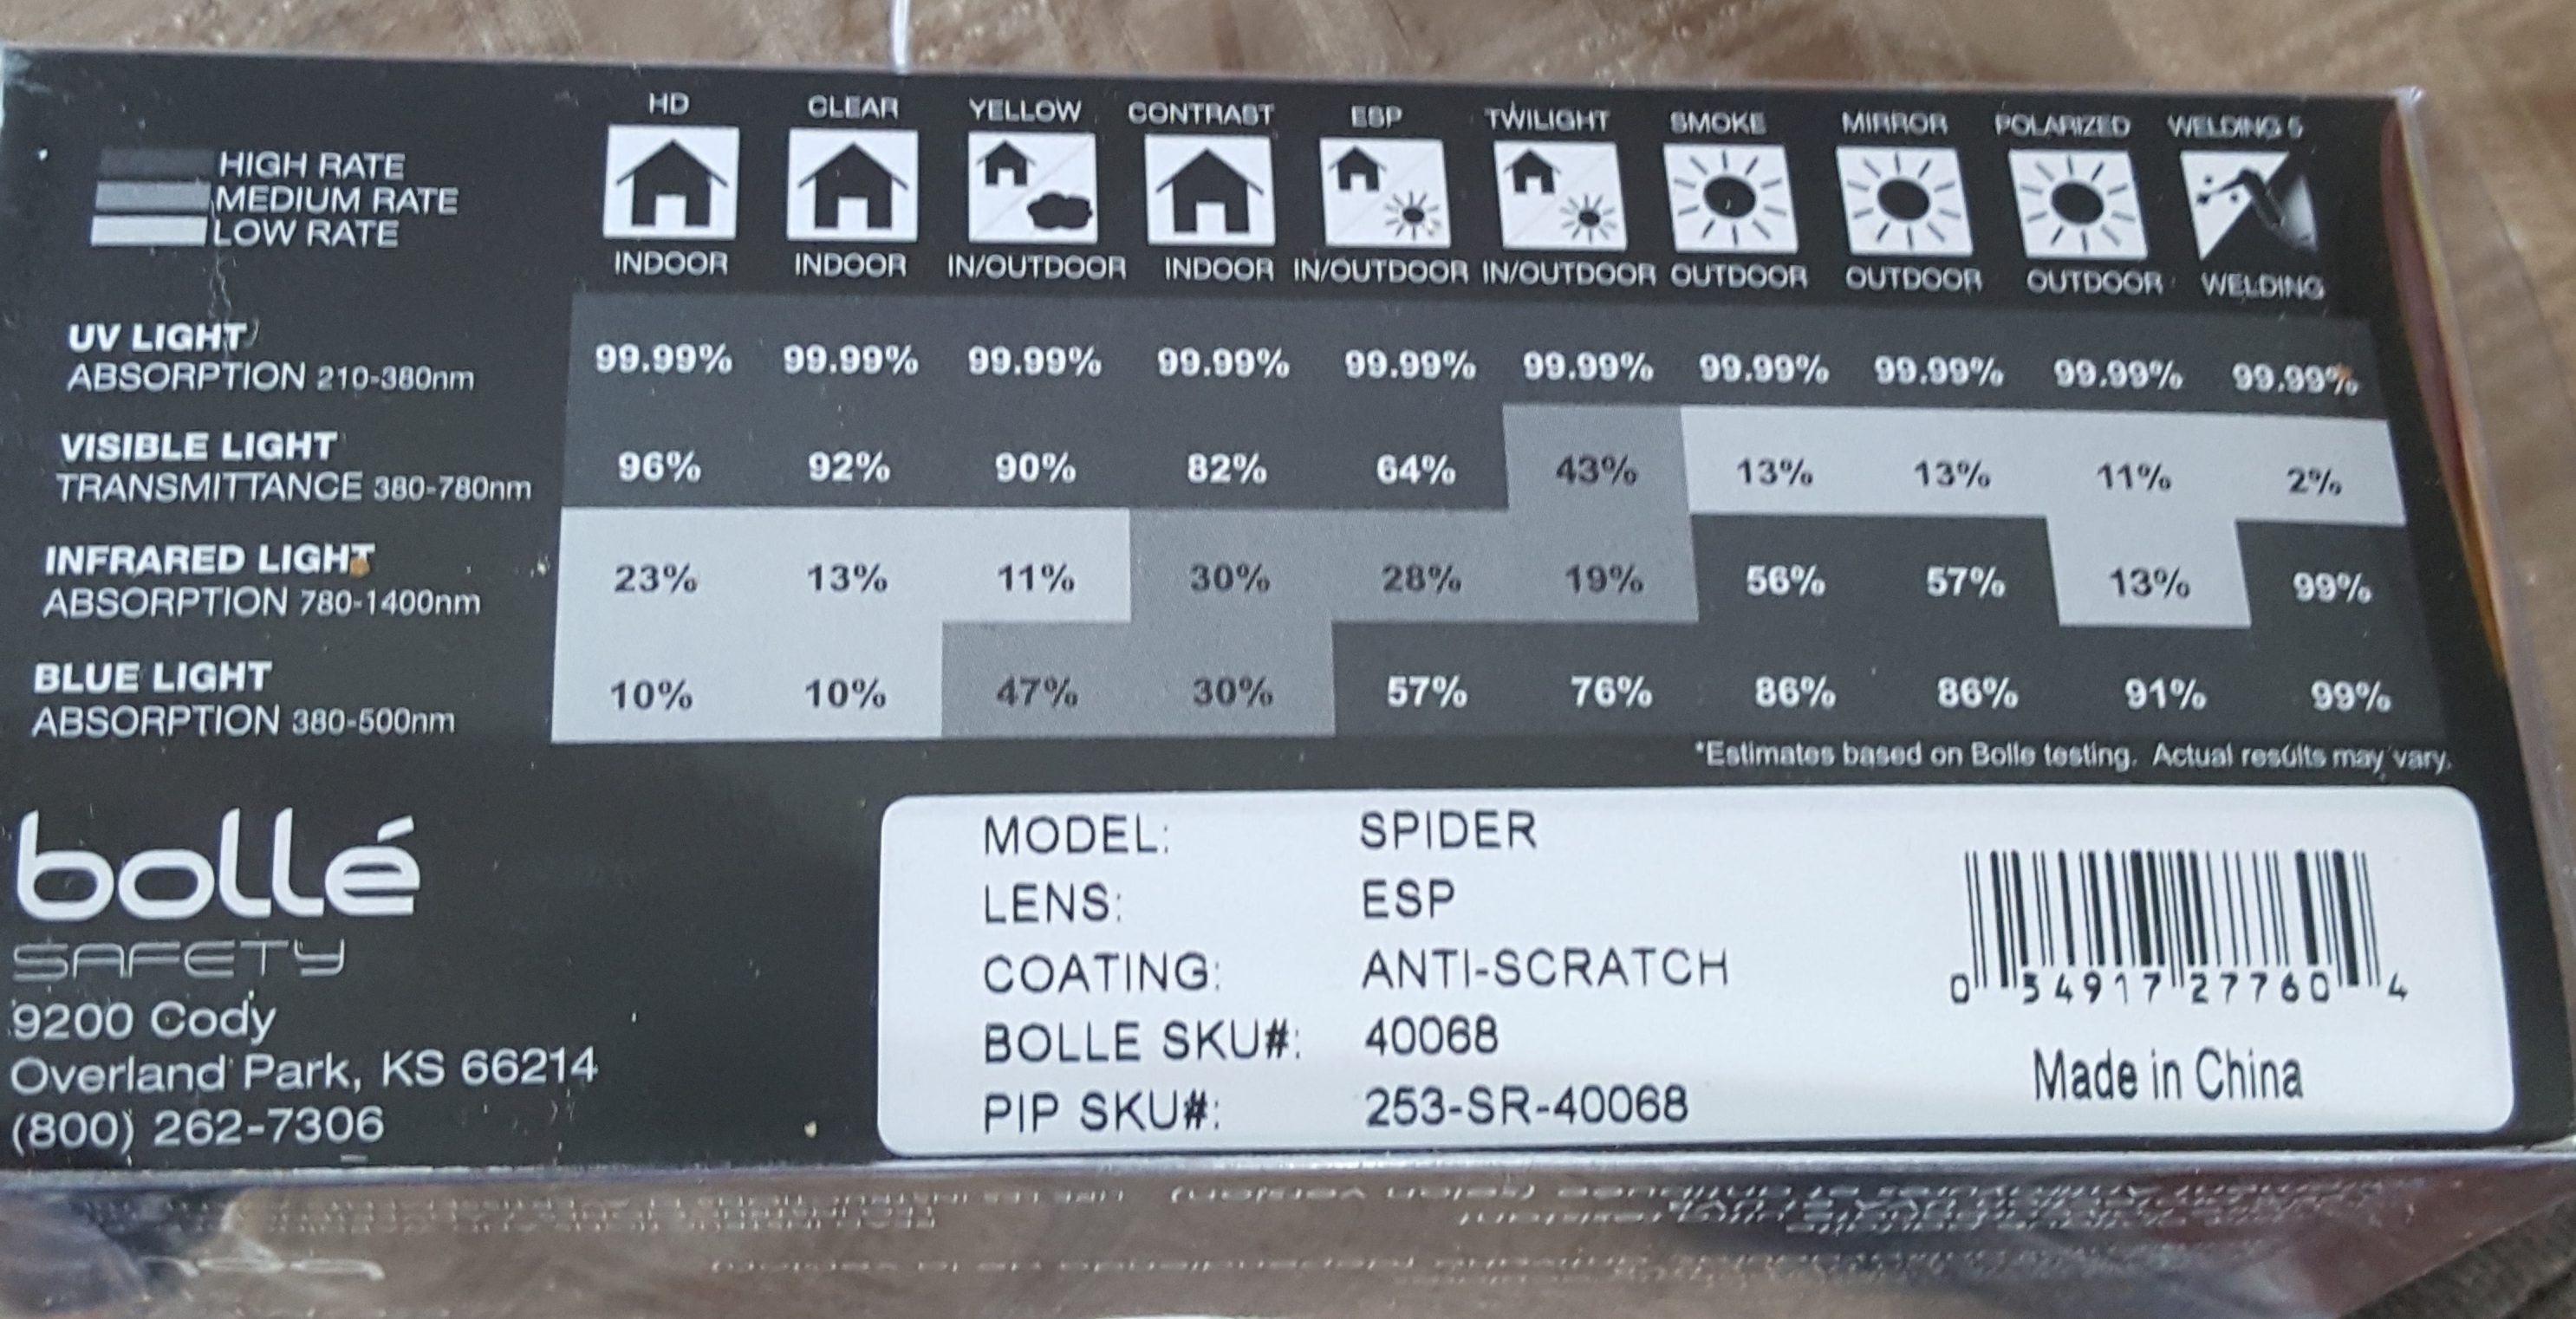 HD CLEAR YELLOW CONTRAST ESP TWILIGHT SMOKE MIRROR POLARIZED WELDING 5
HIGH RATE
MEDIUM RATE
LOW RATE
INDOOR INDOOR IN/OUTDOOR INDOOR IN/OUTDOOR IN/OUTDOOR OUTDOOR OUTDOOR OUTDOOR WELDING
UV LIGHT
ABSORPTION 210-380nm
99.99% 99.99% 99.99% 99.99% 99.99% 99.99% 99.99% 99.99% 99.99% 99.99%
VISIBLE LIGHT
TRANSMITTANCE 380-780nm
96% 92% 90% 82% 64% 43% 13% 13% 11% 2%
INFRARED LIGHT
ABSORPTION 780-1400nm
23% 13% 11% 30% 28% 19% 56% 57% 13% 99%
BLUE LIGHT
ABSORPTION 380-500nm
10% 10% 47% 30% 57% 76% 86% 86% 91% 99%
*Estimates based on Bolle testing. Actual results may vary.
bollé
SAFETY
9200 Cody
Overland Park, KS 66214
(800) 262-7306
MODEL: SPIDER
LENS: ESP
COATING: ANTI-SCRATCH
BOLLE SKU#: 40068
PIP SKU#: 253-SR-40068
0 54917 27760 4
Made in China